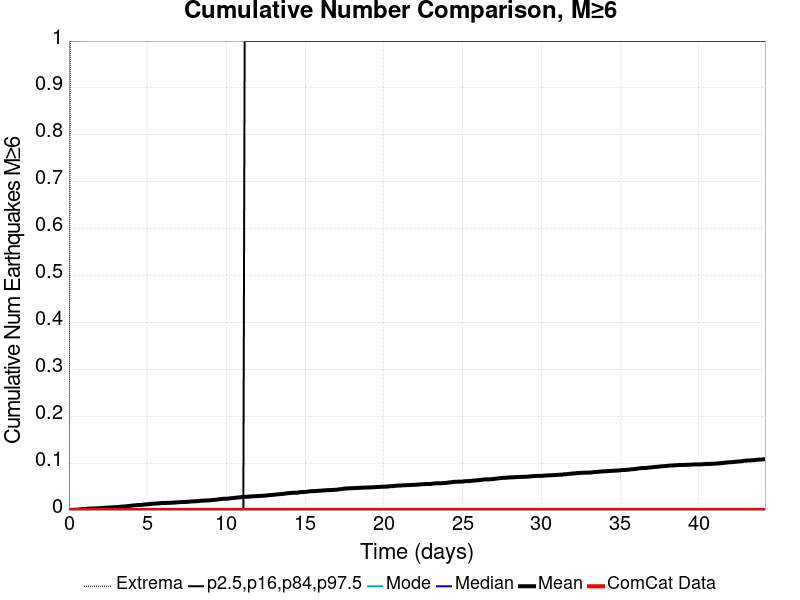 Cumulative Number Comparison, M≥6
Cumulative Num Earthquakes M≥6
1
0.9
0.8
0.7
0.6
0.5
0.4
0.3
0.2
0.1
0
0 5 10 15 20 25 30 35 40
Time (days)
Extrema p2.5,p16,p84,p97.5 Mode Median Mean ComCat Data